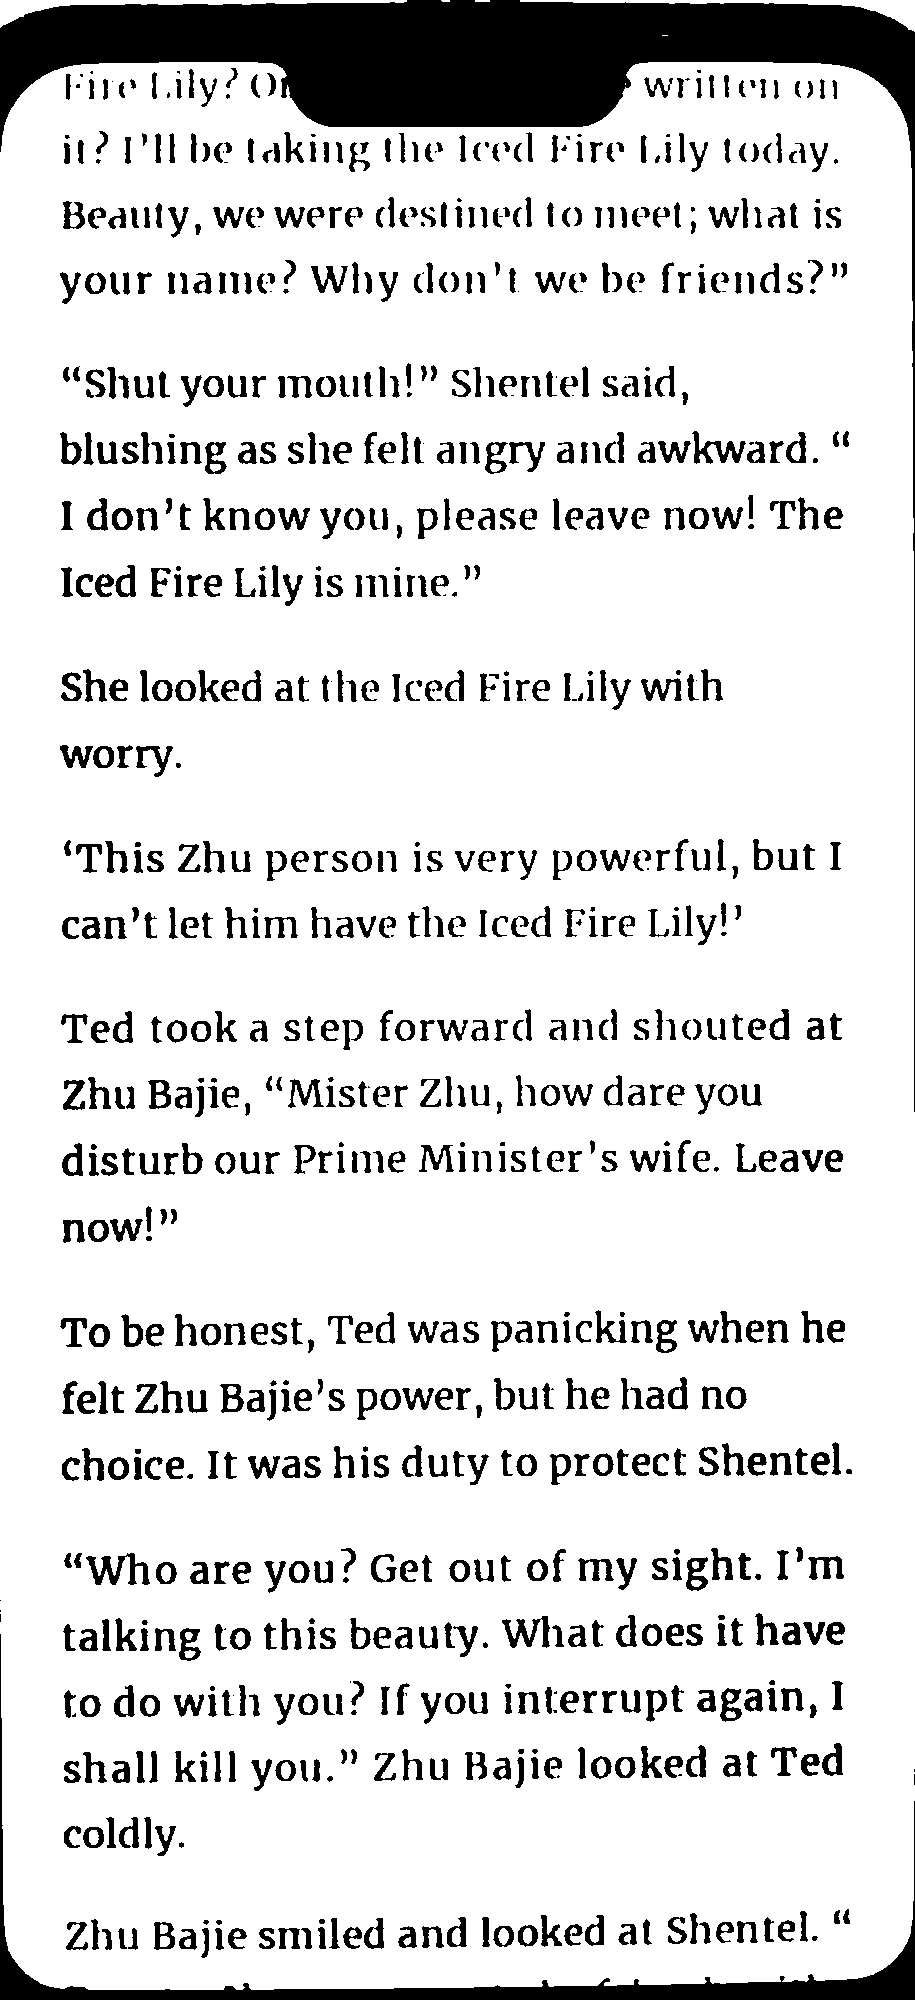 Fire Lily? written on
it? I'll be taking the Iced Fire Lily today.
Beauty, we were destined to meet; what is
your name? Why don't we be friends?”
“Shut your mouth!” Shentel said,
blushing as she felt angry and awkward. “
I don't know you, please leave now! The
Iced Fire Lily is mine.”
She looked at the Iced Fire Lily with
worry.
‘This Zhu person is very powerful, but I
can't let him have the Iced Fire Lily!’
Ted took a step forward and shouted at
Zhu Bajie, “Mister Zhu, how dare you
disturb our Prime Minister's wife. Leave
now!”
To be honest, Ted was panicking when he
felt Zhu Bajie's power, but he had no
choice. It was his duty to protect Shentel.
“Who are you? Get out of my sight. I'm
talking to this beauty. What does it have
to do with you? If you interrupt again, I
shall kill you.” Zhu Bajie looked at Ted
coldly.
Zhu Bajie smiled and looked at Shentel. “